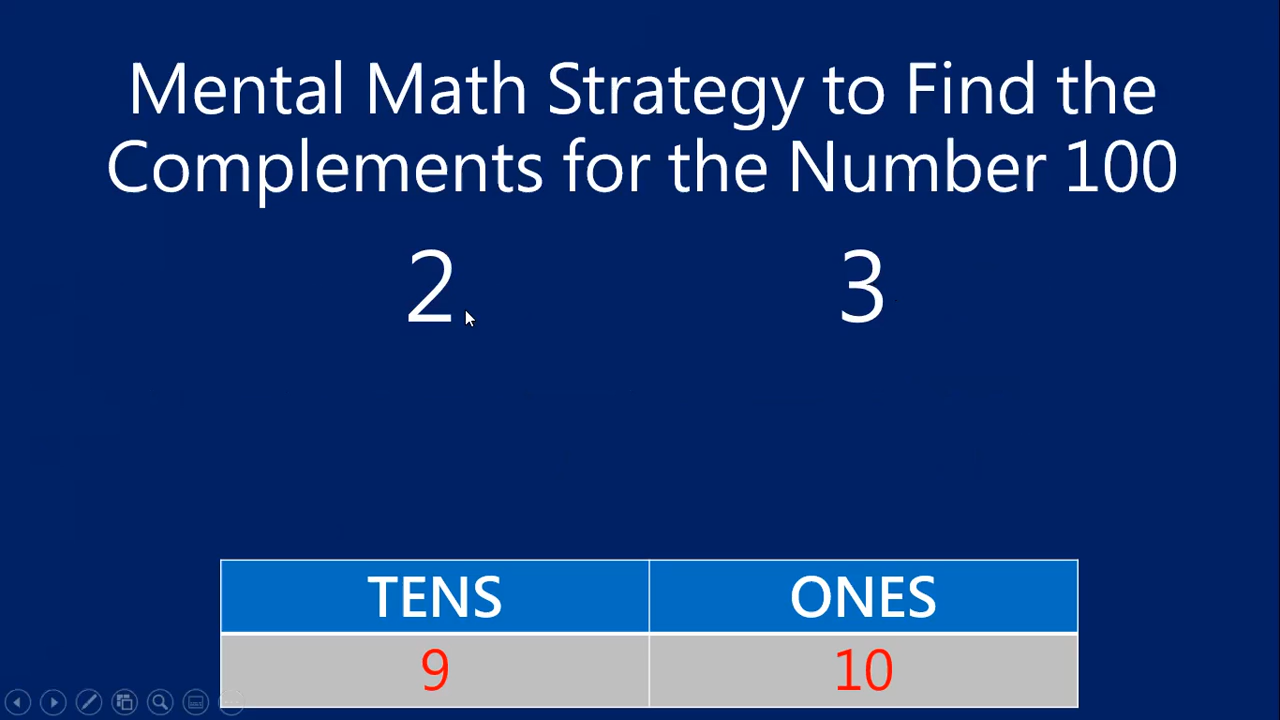 Mental Math Strategy to Find the
Complements for the Number 100
2 3
TENS ONES
9 10